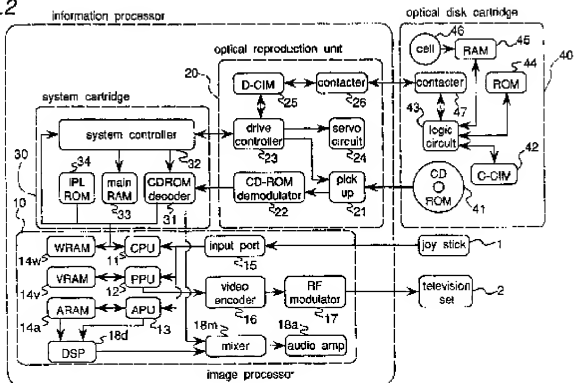 .2
information processor
optical disk cartridge
optical reproduction unit
46
cell
RAM
45
44
20
D-CIM
contacter
contacter
ROM
40
25
26
43
47
system cartridge
drive controller
servo circuit
logic circuit
system controller
23
24
42
30
34
32
C-CIM
IPL ROM
main RAM
CDROM decoder
CD-ROM demodulator
pick up
CD ROM
33
31
22
21
41
10
WRAM
CPU
input port
joy stick
1
14w
11
15
VRAM
PPU
video encoder
RF modulator
television set
2
14v
12
ARAM
APU
16
17
14a
18d
13
18m
18a
DSP
mixer
audio amp
image processor